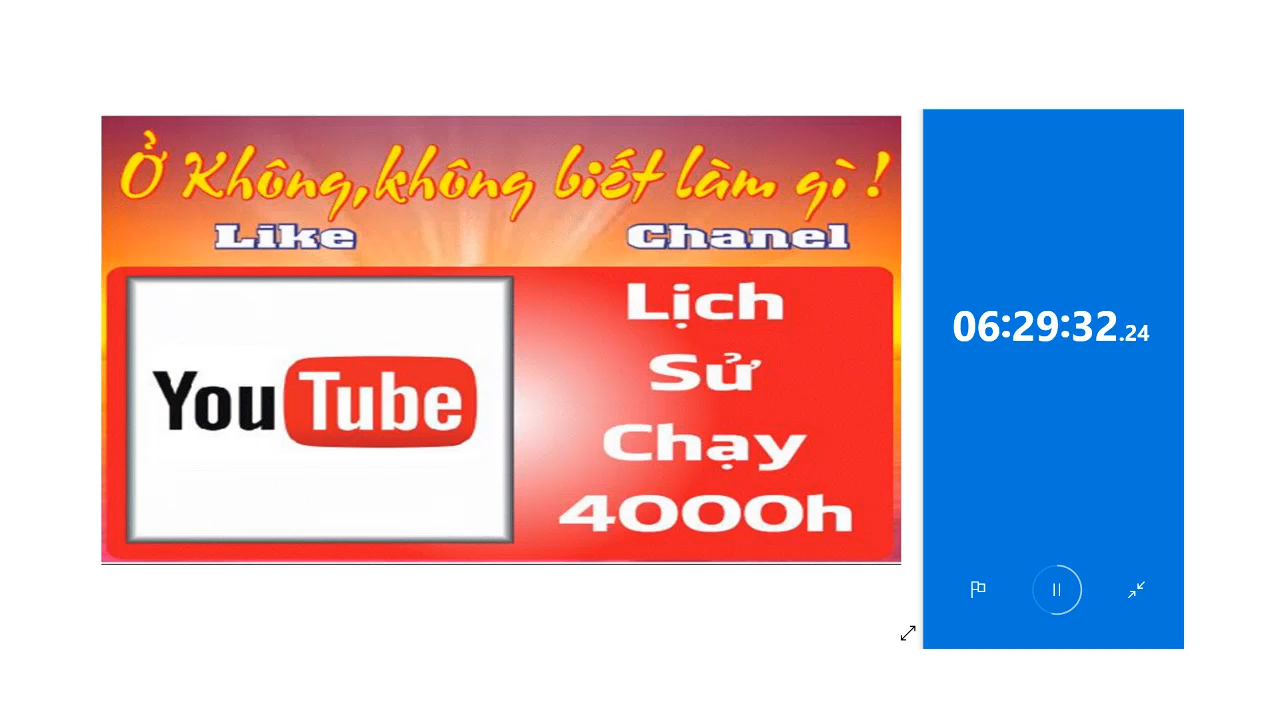 Ở Không,không biết làm gì !
Like Chanel
YouTube
Lịch
Sử
Chạy
4000h
06:29:32.24